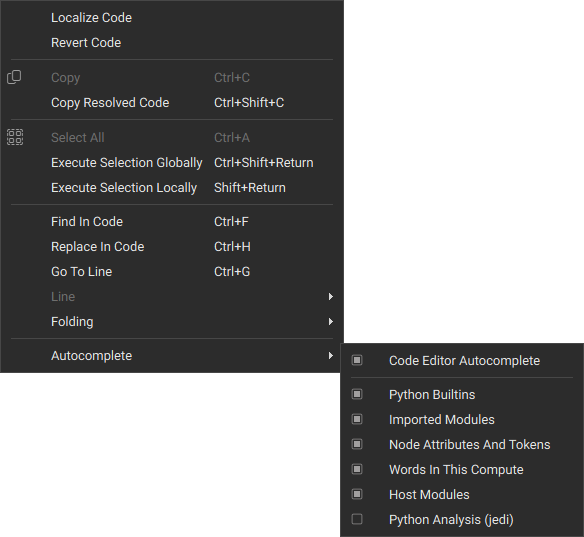 Localize Code
Revert Code
Copy Ctrl+C
Copy Resolved Code Ctrl+Shift+C
Select All Ctrl+A
Execute Selection Globally Ctrl+Shift+Return
Execute Selection Locally Shift+Return
Find In Code Ctrl+F
Replace In Code Ctrl+H
Go To Line Ctrl+G
Line
Folding
Autocomplete
Code Editor Autocomplete
Python Builtins
Imported Modules
Node Attributes And Tokens
Words In This Compute
Host Modules
Python Analysis (jedi)